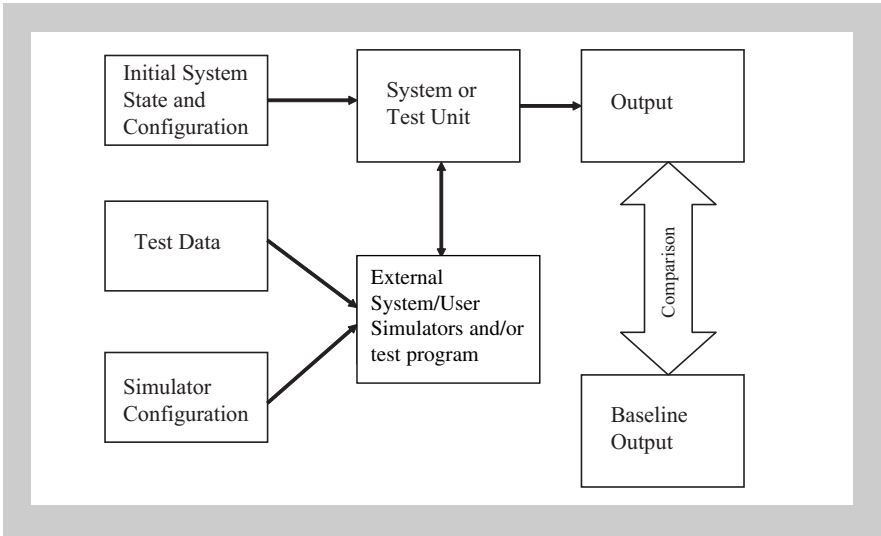 Initial System
State and
Configuration
System or
Test Unit
Output
Test Data
External
System/User
Simulators and/or
test program
Comparison
Simulator
Configuration
Baseline
Output